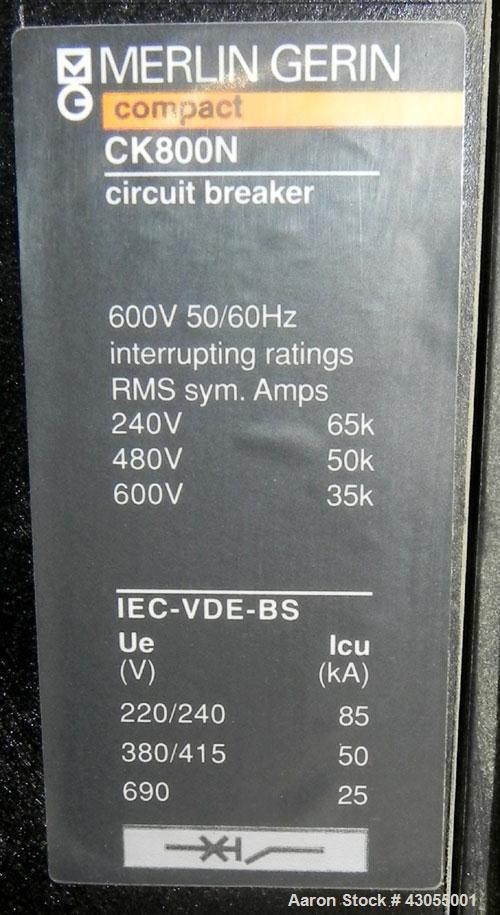 MERLIN GERIN
compact
CK800N
circuit breaker
600V 50/60Hz
interrupting ratings
RMS sym. Amps
240V 65k
480V 50k
600V 35k
IEC-VDE-BS
Ue Icu
(V) (kA)
220/240 85
380/415 50
690 25
Aaron Stock # 43055001